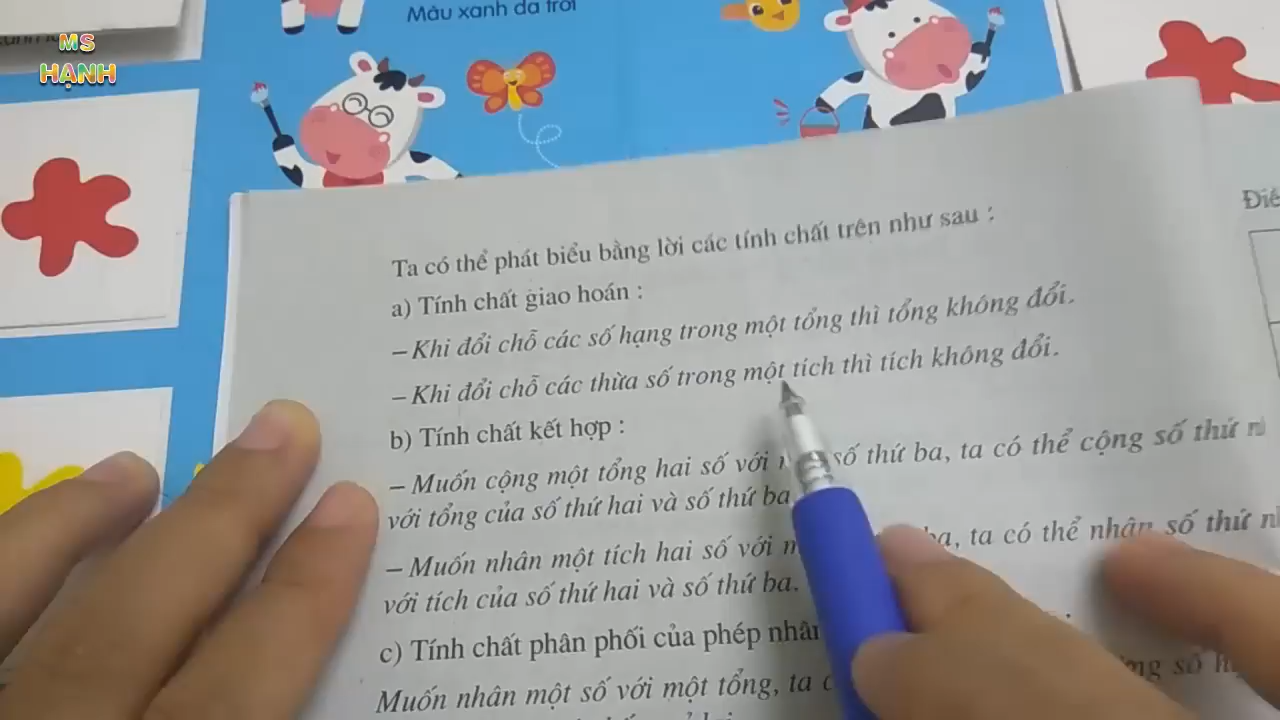 Màu xanh da trời
MS
HẠNH
Ta có thể phát biểu bằng lời các tính chất trên như sau :
a) Tính chất giao hoán :
– Khi đổi chỗ các số hạng trong một tổng thì tổng không đổi.
– Khi đổi chỗ các thừa số trong một tích thì tích không đổi.
b) Tính chất kết hợp :
– Muốn cộng một tổng hai số với số thứ ba, ta có thể cộng số thứ
với tổng của số thứ hai và số thứ ba
– Muốn nhân một tích hai số với ba, ta có thể nhân số thứ
với tích của số thứ hai và số thứ ba.
c) Tính chất phân phối của phép nhân
Muốn nhân một số với một tổng, ta